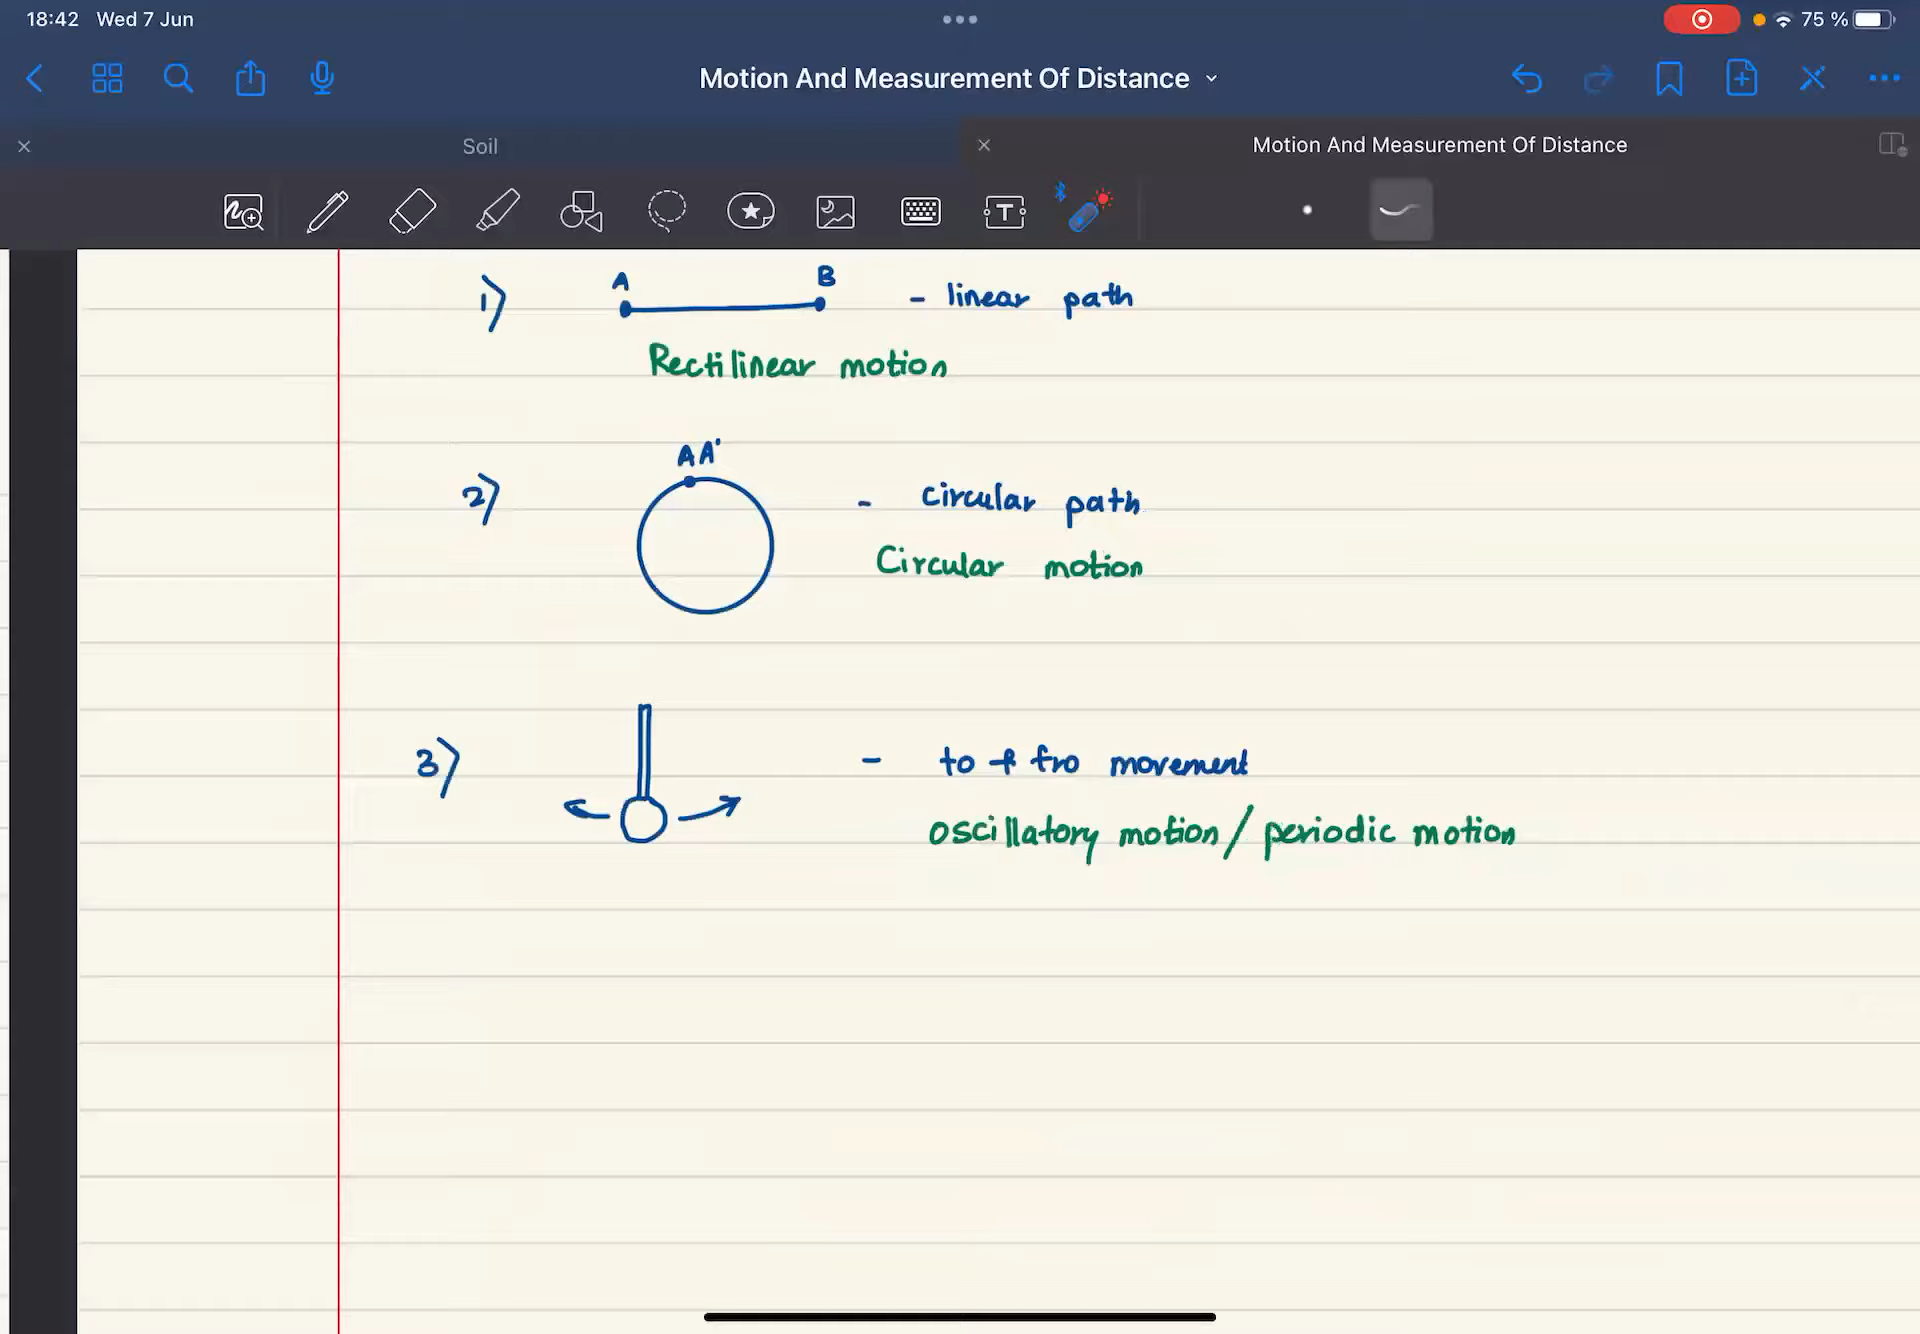 18:42 Wed 7 Jun
75 %
Motion And Measurement Of Distance
Soil
Motion And Measurement Of Distance
T
A B
1) - linear path
Rectilinear motion
A A'
2) - Circular path
Circular motion
3) - to & fro movement
oscillatory motion / periodic motion